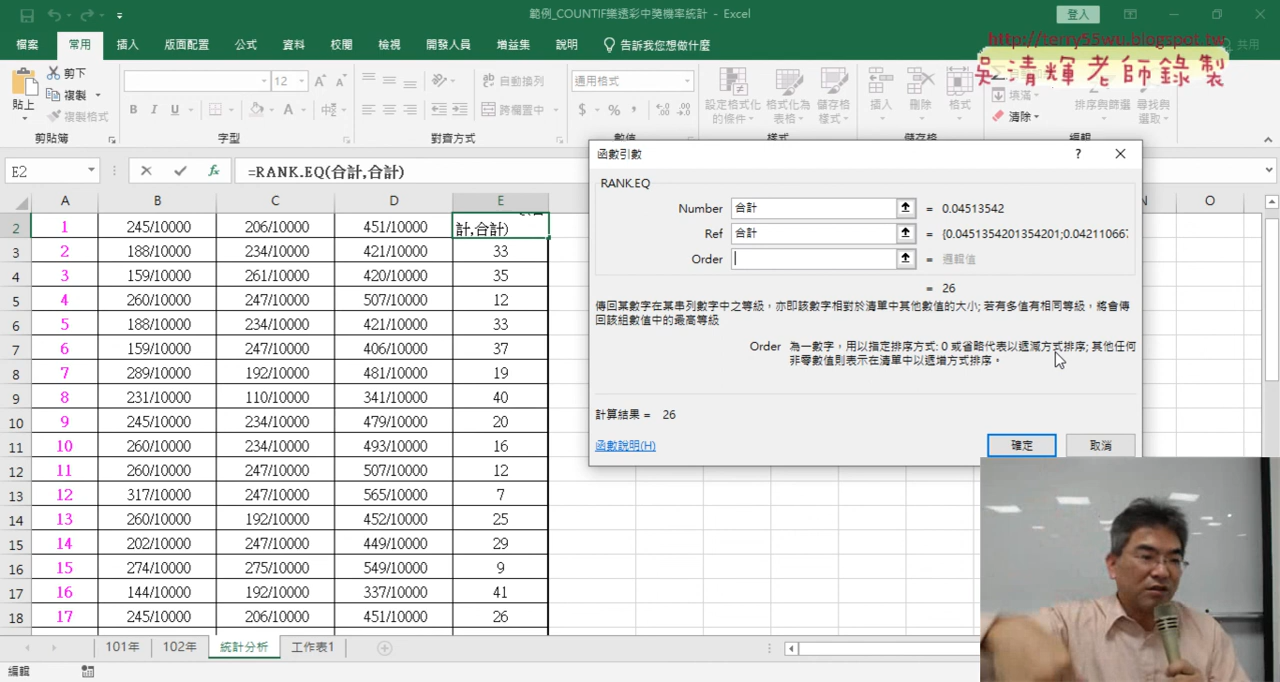 範例_COUNTIF樂透彩中獎機率統計 - Excel
登入
檔案 常用 插入 版面配置 公式 資料 校閱 檢視 開發人員 增益集 說明 告訴我您想做什麼 共用
http://terry55wu.blogspot.tw
吳清輝老師錄製
貼上 剪下 複製 複製格式
12 A A B I U A
ab 自動換列 跨欄置中
通用格式 $ %
設定格式化的條件 格式化為表格 儲存格樣式 插入 刪除 格式
填滿 清除 排序與篩選 尋找與選取
剪貼簿 字型 對齊方式 數值 樣式 儲存格 編輯
E2 fx =RANK.EQ(合計,合計)
A B C D E N O
2 1 245/10000 206/10000 451/10000 計,合計)
3 2 188/10000 234/10000 421/10000 33
4 3 159/10000 261/10000 420/10000 35
5 4 260/10000 247/10000 507/10000 12
6 5 188/10000 234/10000 421/10000 33
7 6 159/10000 247/10000 406/10000 37
8 7 289/10000 192/10000 481/10000 19
9 8 231/10000 110/10000 341/10000 40
10 9 245/10000 234/10000 479/10000 20
11 10 260/10000 234/10000 493/10000 16
12 11 260/10000 247/10000 507/10000 12
13 12 317/10000 247/10000 565/10000 7
14 13 260/10000 192/10000 452/10000 25
15 14 202/10000 247/10000 449/10000 29
16 15 274/10000 275/10000 549/10000 9
17 16 144/10000 192/10000 337/10000 41
18 17 245/10000 206/10000 451/10000 26
函數引數 ?
RANK.EQ
Number 合計 = 0.04513542
Ref 合計 = {0.0451354201354201;0.042110667
Order = 邏輯值
= 26
傳回某數字在某串列數字中之等級，亦即該數字相對於清單中其他數值的大小; 若有多值有相同等級，將會傳
回該組數值中的最高等級
Order 為一數字，用以指定排序方式: 0 或省略代表以遞減方式排序; 其他任何
非零數值則表示在清單中以遞增方式排序。
計算結果 = 26
函數說明(H) 確定 取消
101年 102年 統計分析 工作表1
編輯